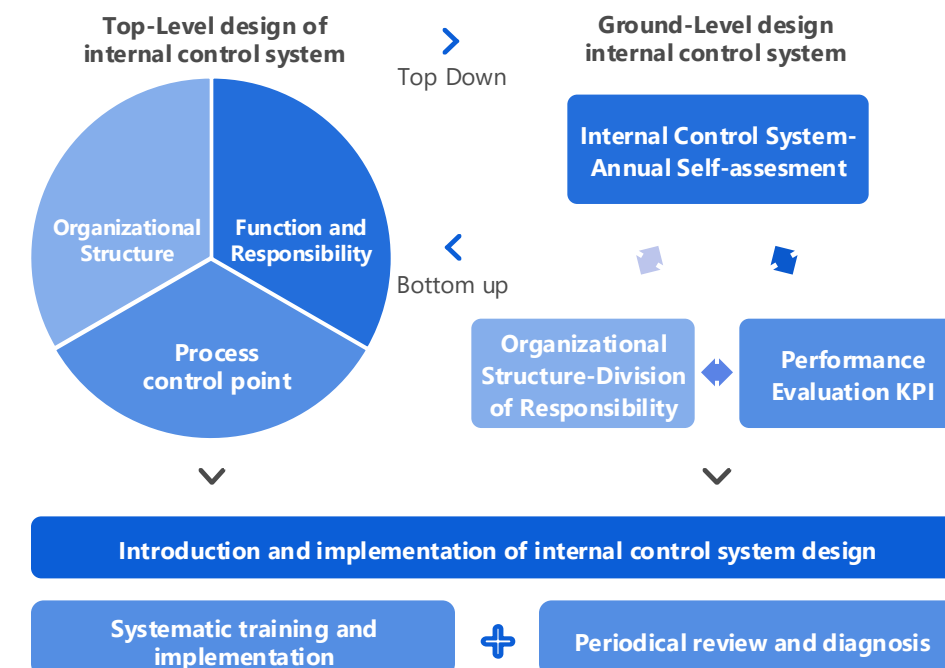 Top-Level design of
internal control system
Top Down
Ground-Level design
internal control system
Organizational
Structure
Function and
Responsibility
Process
control point
Bottom up
Internal Control System-
Annual Self-assesment
Organizational
Structure-Division
of Responsibility
Performance
Evaluation KPI
Introduction and implementation of internal control system design
Systematic training and
implementation
Periodical review and diagnosis